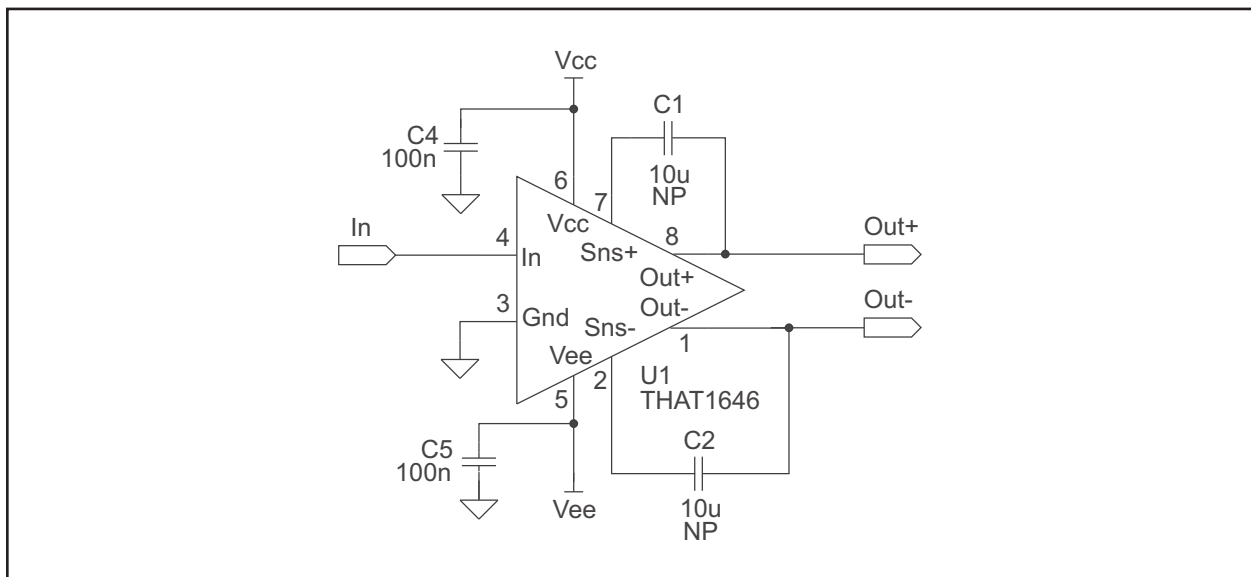 Vcc
C1
C4
100n
10u
NP
6
7
Vcc
In
4
In
Sns+
8
Out+
Out+
3
Gnd
Out-
Out-
Sns-
1
Vee
2
U1
THAT1646
5
C5
100n
C2
Vee
10u
NP